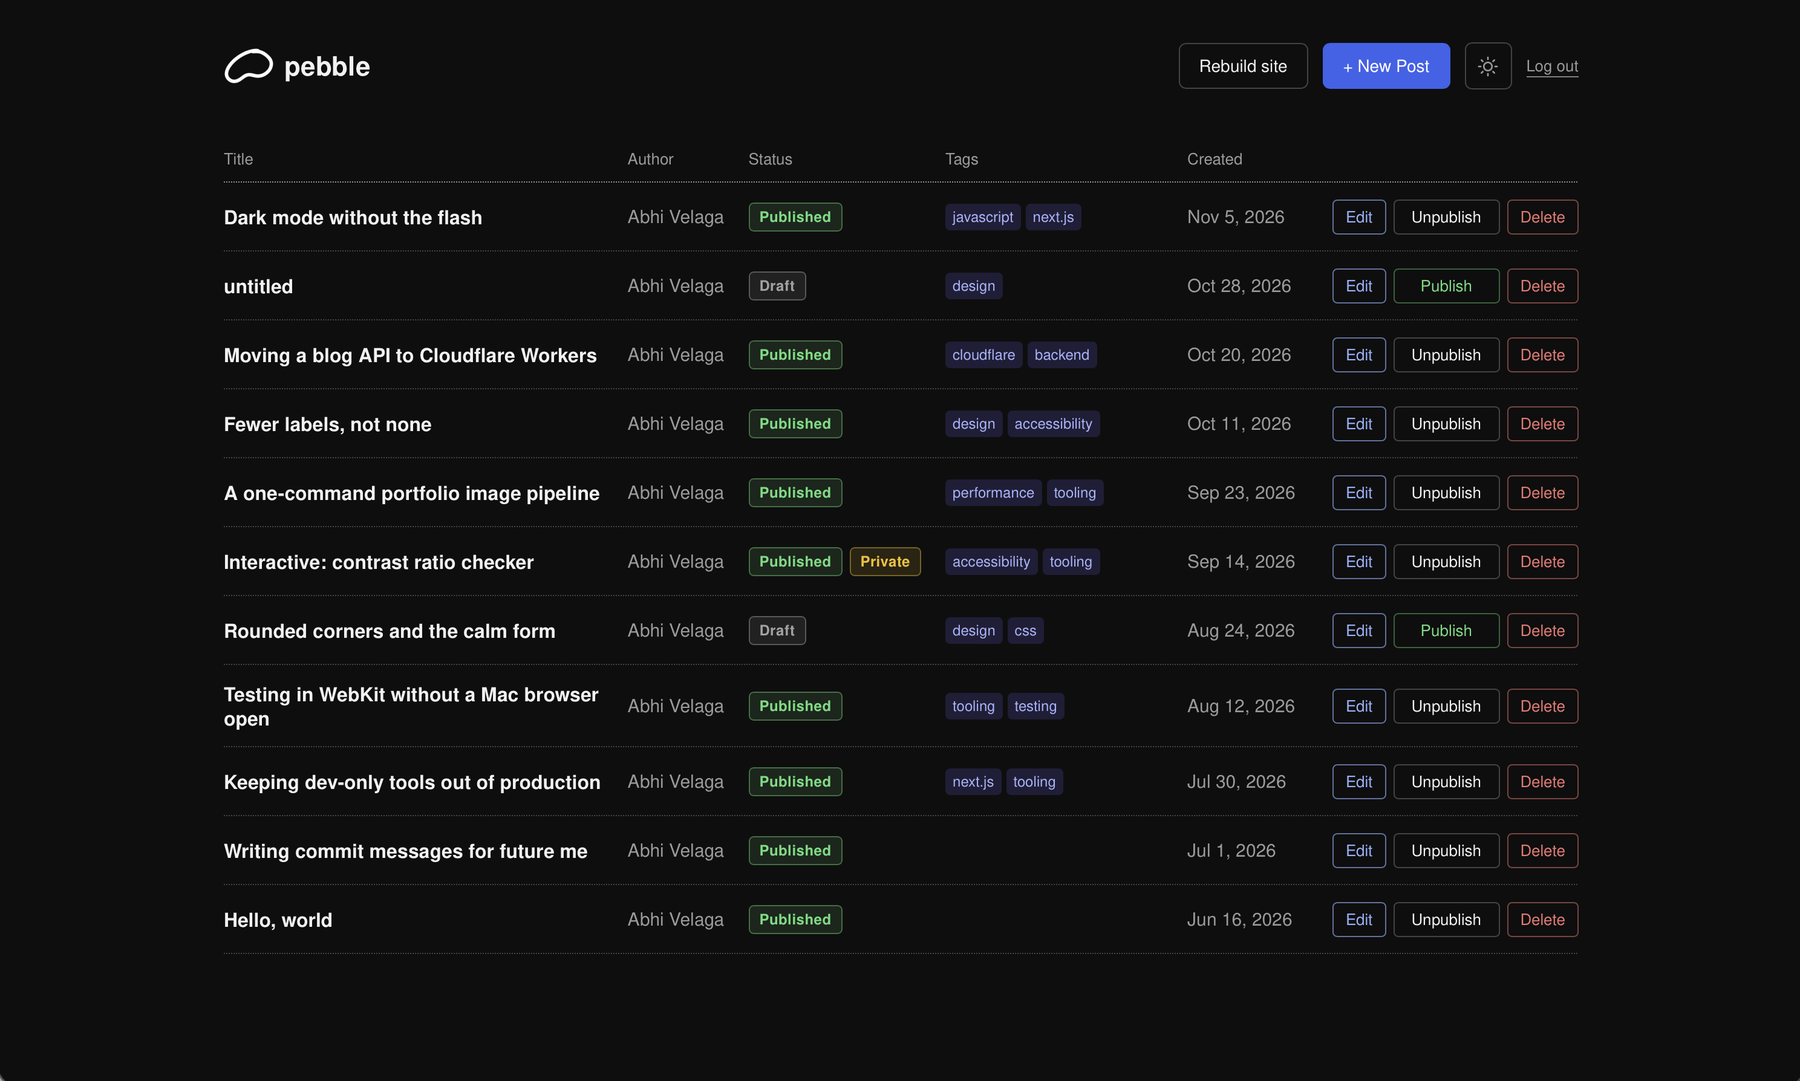 pebble
Rebuild site + New Post Log out
Title Author Status Tags Created
Dark mode without the flash Abhi Velaga Published javascript next.js Nov 5, 2026 Edit Unpublish Delete
untitled Abhi Velaga Draft design Oct 28, 2026 Edit Publish Delete
Moving a blog API to Cloudflare Workers Abhi Velaga Published cloudflare backend Oct 20, 2026 Edit Unpublish Delete
Fewer labels, not none Abhi Velaga Published design accessibility Oct 11, 2026 Edit Unpublish Delete
A one-command portfolio image pipeline Abhi Velaga Published performance tooling Sep 23, 2026 Edit Unpublish Delete
Interactive: contrast ratio checker Abhi Velaga Published Private accessibility tooling Sep 14, 2026 Edit Unpublish Delete
Rounded corners and the calm form Abhi Velaga Draft design css Aug 24, 2026 Edit Publish Delete
Testing in WebKit without a Mac browser
open Abhi Velaga Published tooling testing Aug 12, 2026 Edit Unpublish Delete
Keeping dev-only tools out of production Abhi Velaga Published next.js tooling Jul 30, 2026 Edit Unpublish Delete
Writing commit messages for future me Abhi Velaga Published Jul 1, 2026 Edit Unpublish Delete
Hello, world Abhi Velaga Published Jun 16, 2026 Edit Unpublish Delete